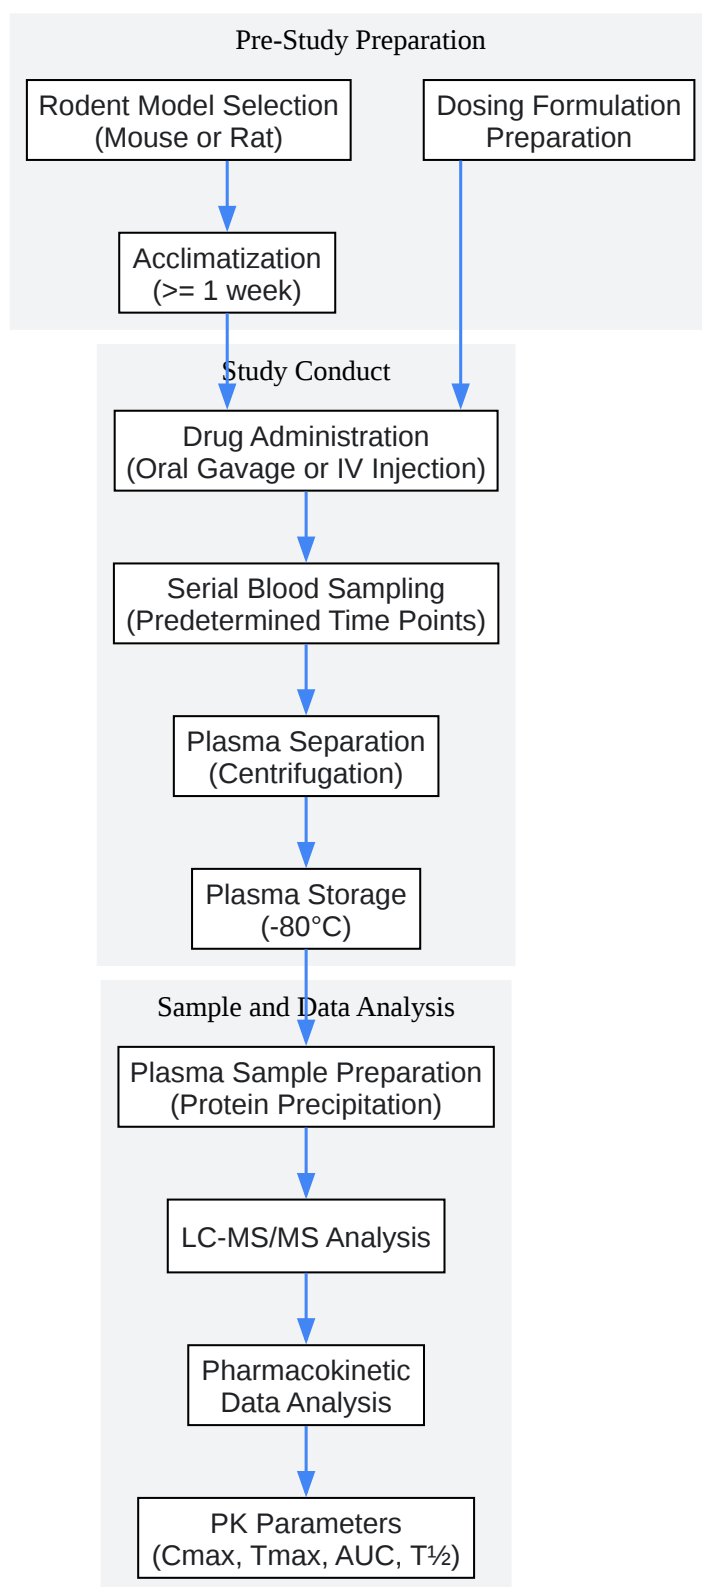 Pre-Study Preparation
Rodent Model Selection
(Mouse or Rat)
Dosing Formulation
Preparation
Acclimatization
(>= 1 week)
Study Conduct
Drug Administration
(Oral Gavage or IV Injection)
Serial Blood Sampling
(Predetermined Time Points)
Plasma Separation
(Centrifugation)
Plasma Storage
(-80°C)
Sample and Data Analysis
Plasma Sample Preparation
(Protein Precipitation)
LC-MS/MS Analysis
Pharmacokinetic
Data Analysis
PK Parameters
(Cmax, Tmax, AUC, T½)